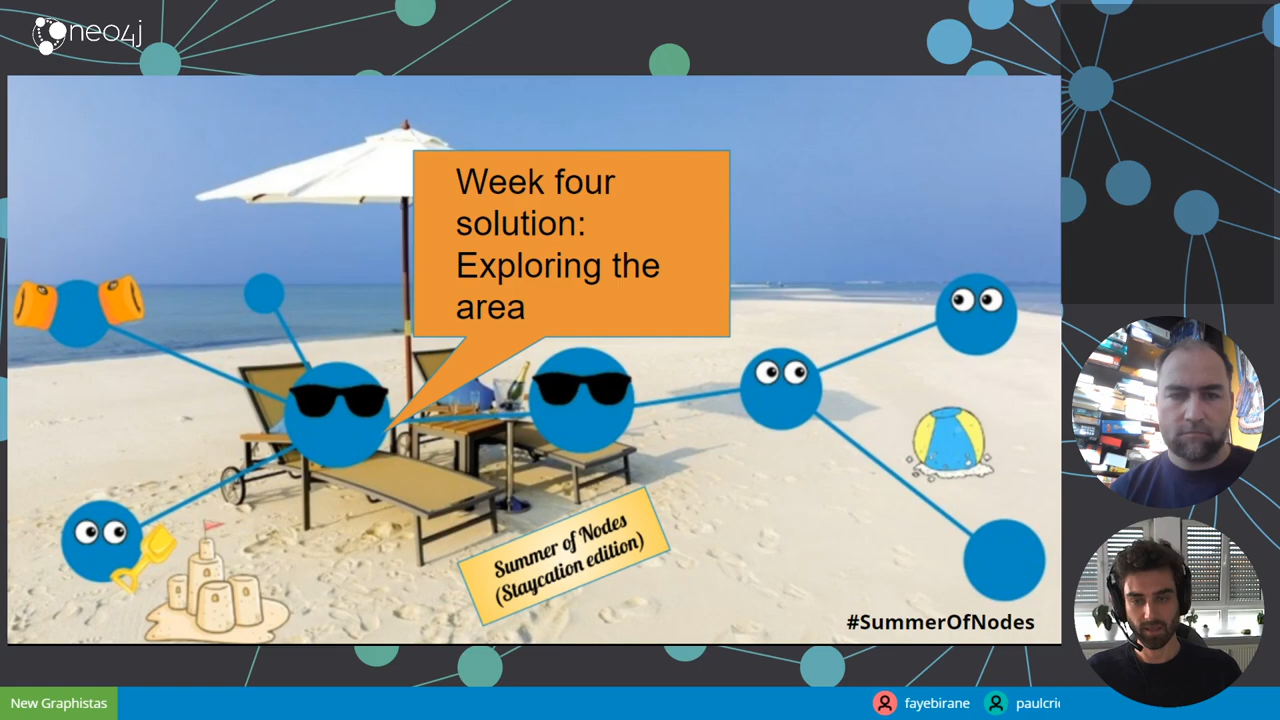 neo4j
Week four
solution:
Exploring the
area
Summer of Nodes
(Staycation edition)
#SummerOfNodes
New Graphistas
fayebirane
paulcri